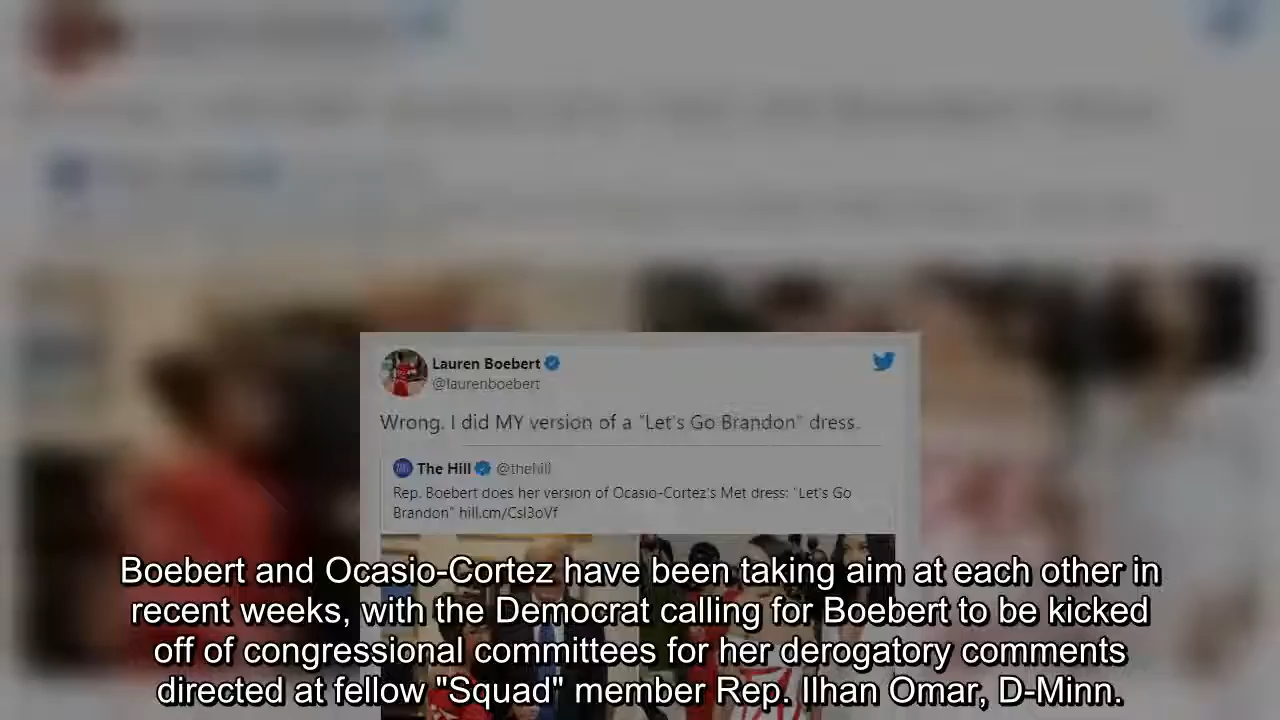 Lauren Boebert
@laurenboebert
Wrong. I did MY version of a "Let's Go Brandon" dress.
The Hill @thehill
Rep. Boebert does her version of Ocasio-Cortez's Met dress: "Let's Go
Brandon" hill.cm/CsI3oVf
Boebert and Ocasio-Cortez have been taking aim at each other in
recent weeks, with the Democrat calling for Boebert to be kicked
off of congressional committees for her derogatory comments
directed at fellow "Squad" member Rep. Ilhan Omar, D-Minn.